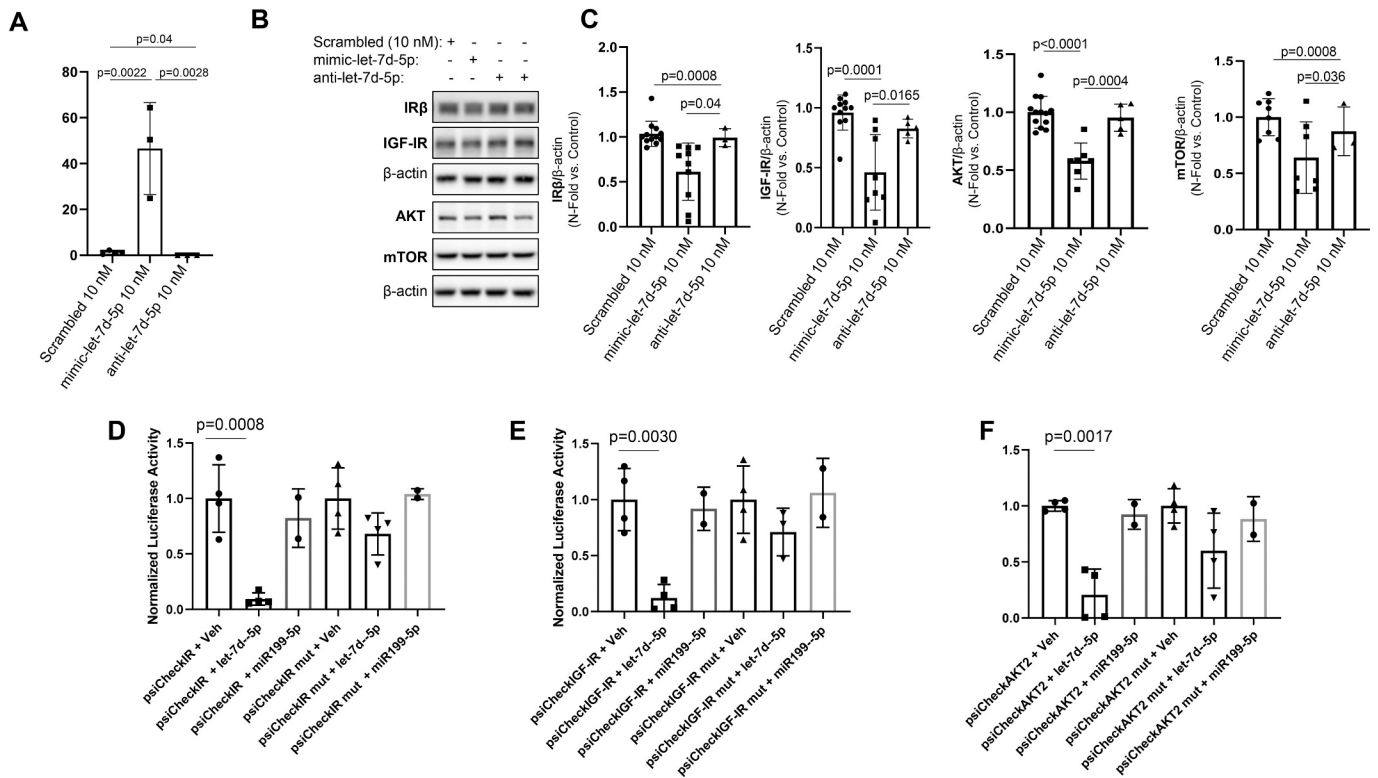 A
p=0.04
p=0.0022
p=0.0028
80
60
40
20
0
Scrambled 10 nM
mimic-let-7d-5p 10 nM
anti-let-7d-5p 10 nM
B
Scrambled (10 nM): + - - -
mimic-let-7d-5p: - + - -
anti-let-7d-5p: - - + +
IRβ
IGF-IR
β-actin
AKT
mTOR
β-actin
C
IRβ/β-actin
(N-Fold vs. Control)
2.0
1.5
1.0
0.5
0.0
p=0.0008
p=0.04
Scrambled 10 nM
mimic-let-7d-5p 10 nM
anti-let-7d-5p 10 nM
IGF-IR/β-actin
(N-Fold vs. Control)
1.5
1.0
0.5
0.0
p=0.0001
p=0.0165
Scrambled 10 nM
mimic-let-7d-5p 10 nM
anti-let-7d-5p 10 nM
AKT/β-actin
(N-Fold vs. Control)
1.5
1.0
0.5
0.0
p<0.0001
p=0.0004
Scrambled 10 nM
mimic-let-7d-5p 10 nM
anti-let-7d-5p 10 nM
mTOR/β-actin
(N-Fold vs. Control)
1.5
1.0
0.5
0.0
p=0.0008
p=0.036
Scrambled 10 nM
mimic-let-7d-5p 10 nM
anti-let-7d-5p 10 nM
D
p=0.0008
Normalized Luciferase Activity
1.5
1.0
0.5
0.0
psiCheckIR + Veh
psiCheckIR + let-7d--5p
psiCheckIR + miR199-5p
psiCheckIR mut + Veh
psiCheckIR mut + let-7d--5p
psiCheckIR mut + miR199-5p
E
p=0.0030
Normalized Luciferase Activity
1.5
1.0
0.5
0.0
psiCheckIGF-IR + Veh
psiCheckIGF-IR + let-7d--5p
psiCheckIGF-IR + miR199--5p
psiCheckIGF-IR mut + Veh
psiCheckIGF-IR mut + let-7d-5p
psiCheckIGF-IR mut + miR199--5p
F
p=0.0017
1.5
1.0
0.5
0.0
psiCheckAKT2 + Veh
psiCheckAKT2 + let-7d-5p
psiCheckAKT2 + miR199-5p
psiCheckAKT2 mut + Veh
psiCheckAKT2 mut + let-7d-5p
psiCheckAKT2 mut + miR199-5p